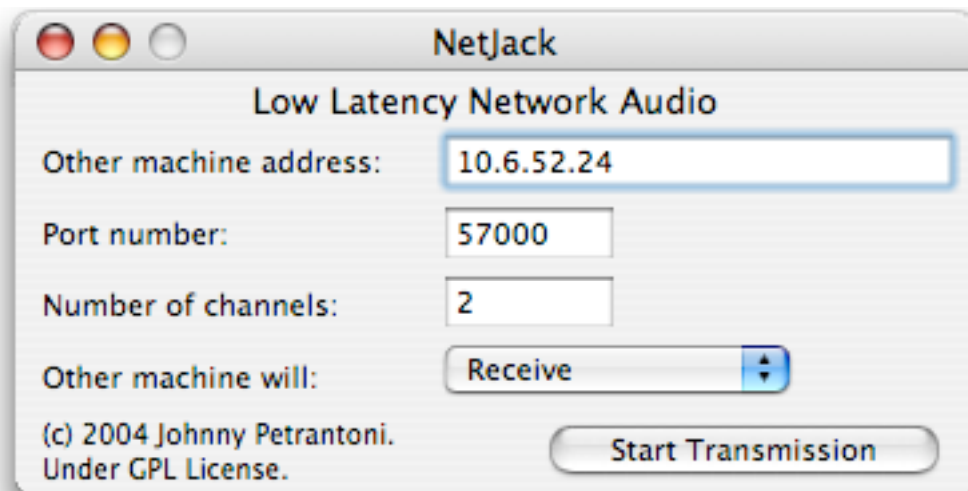 NetJack
Low Latency Network Audio
Other machine address: 10.6.52.24
Port number: 57000
Number of channels: 2
Other machine will: Receive
(c) 2004 Johnny Petrantoni.
Under GPL License.
Start Transmission